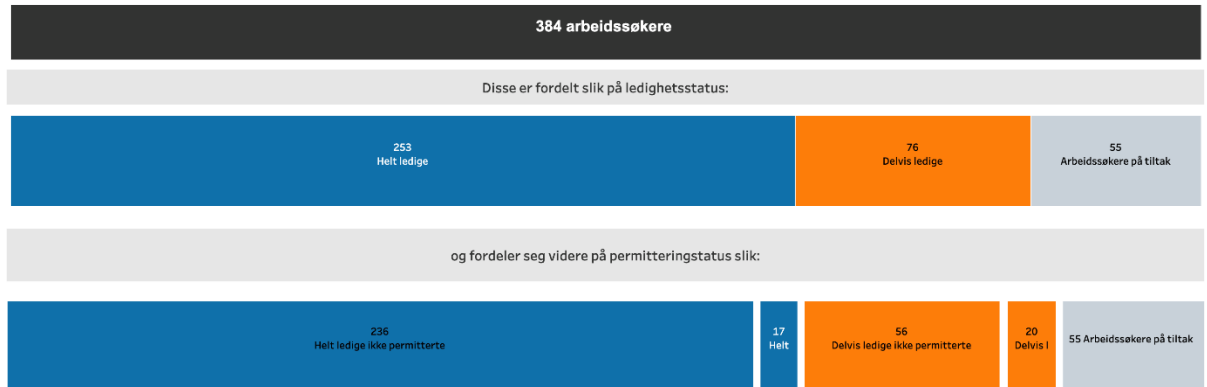 384 arbeidssøkere
Disse er fordelt slik på ledighetsstatus:
253
Helt ledige
76
Delvis ledige
55
Arbeidssøkere på tiltak
og fordeler seg videre på permitteringstatus slik:
236
Helt ledige ikke permitterte
17
Helt
56
Delvis ledige ikke permitterte
20
Delvis l
55 Arbeidssøkere på tiltak